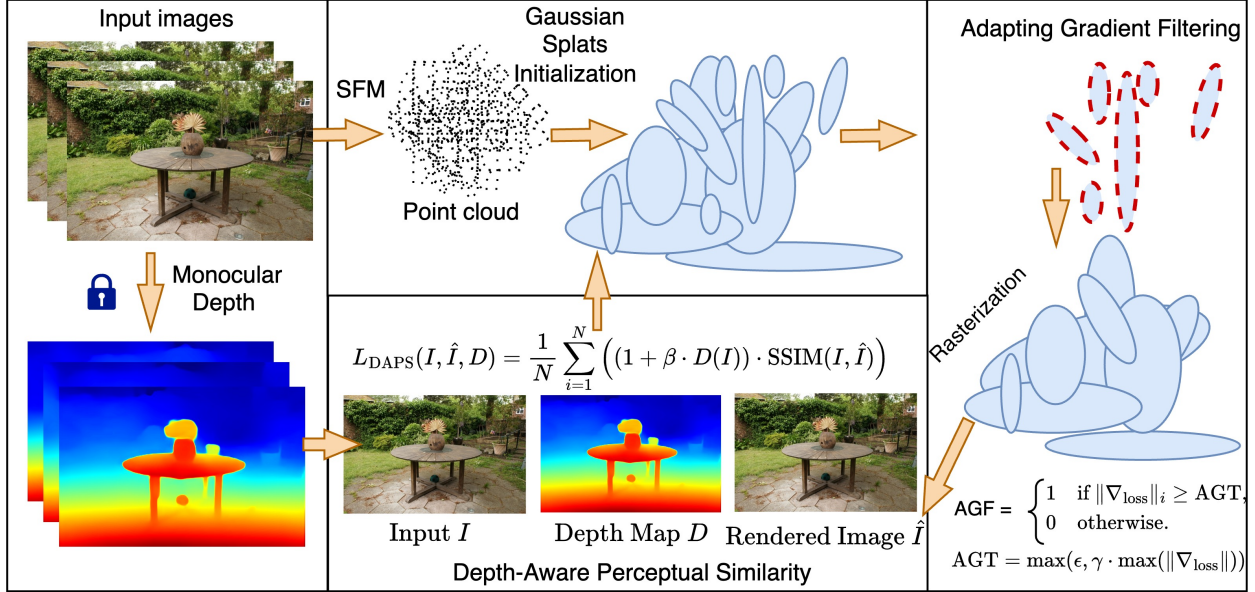 Input images
SFM
Point cloud
Gaussian
Splats
Initialization
Adapting Gradient Filtering
Monocular
Depth
Rasterization
L_DAPS(I, Î, D) = 1/N ∑_{i=1}^{N} ((1 + β · D(I)) · SSIM(I, Î))
Input I
Depth Map D
Rendered Image Î
Depth-Aware Perceptual Similarity
AGF = { 1 if ‖∇_loss‖_i ≥ AGT,
0 otherwise.
AGT = max(ϵ, γ · max(‖∇_loss‖))